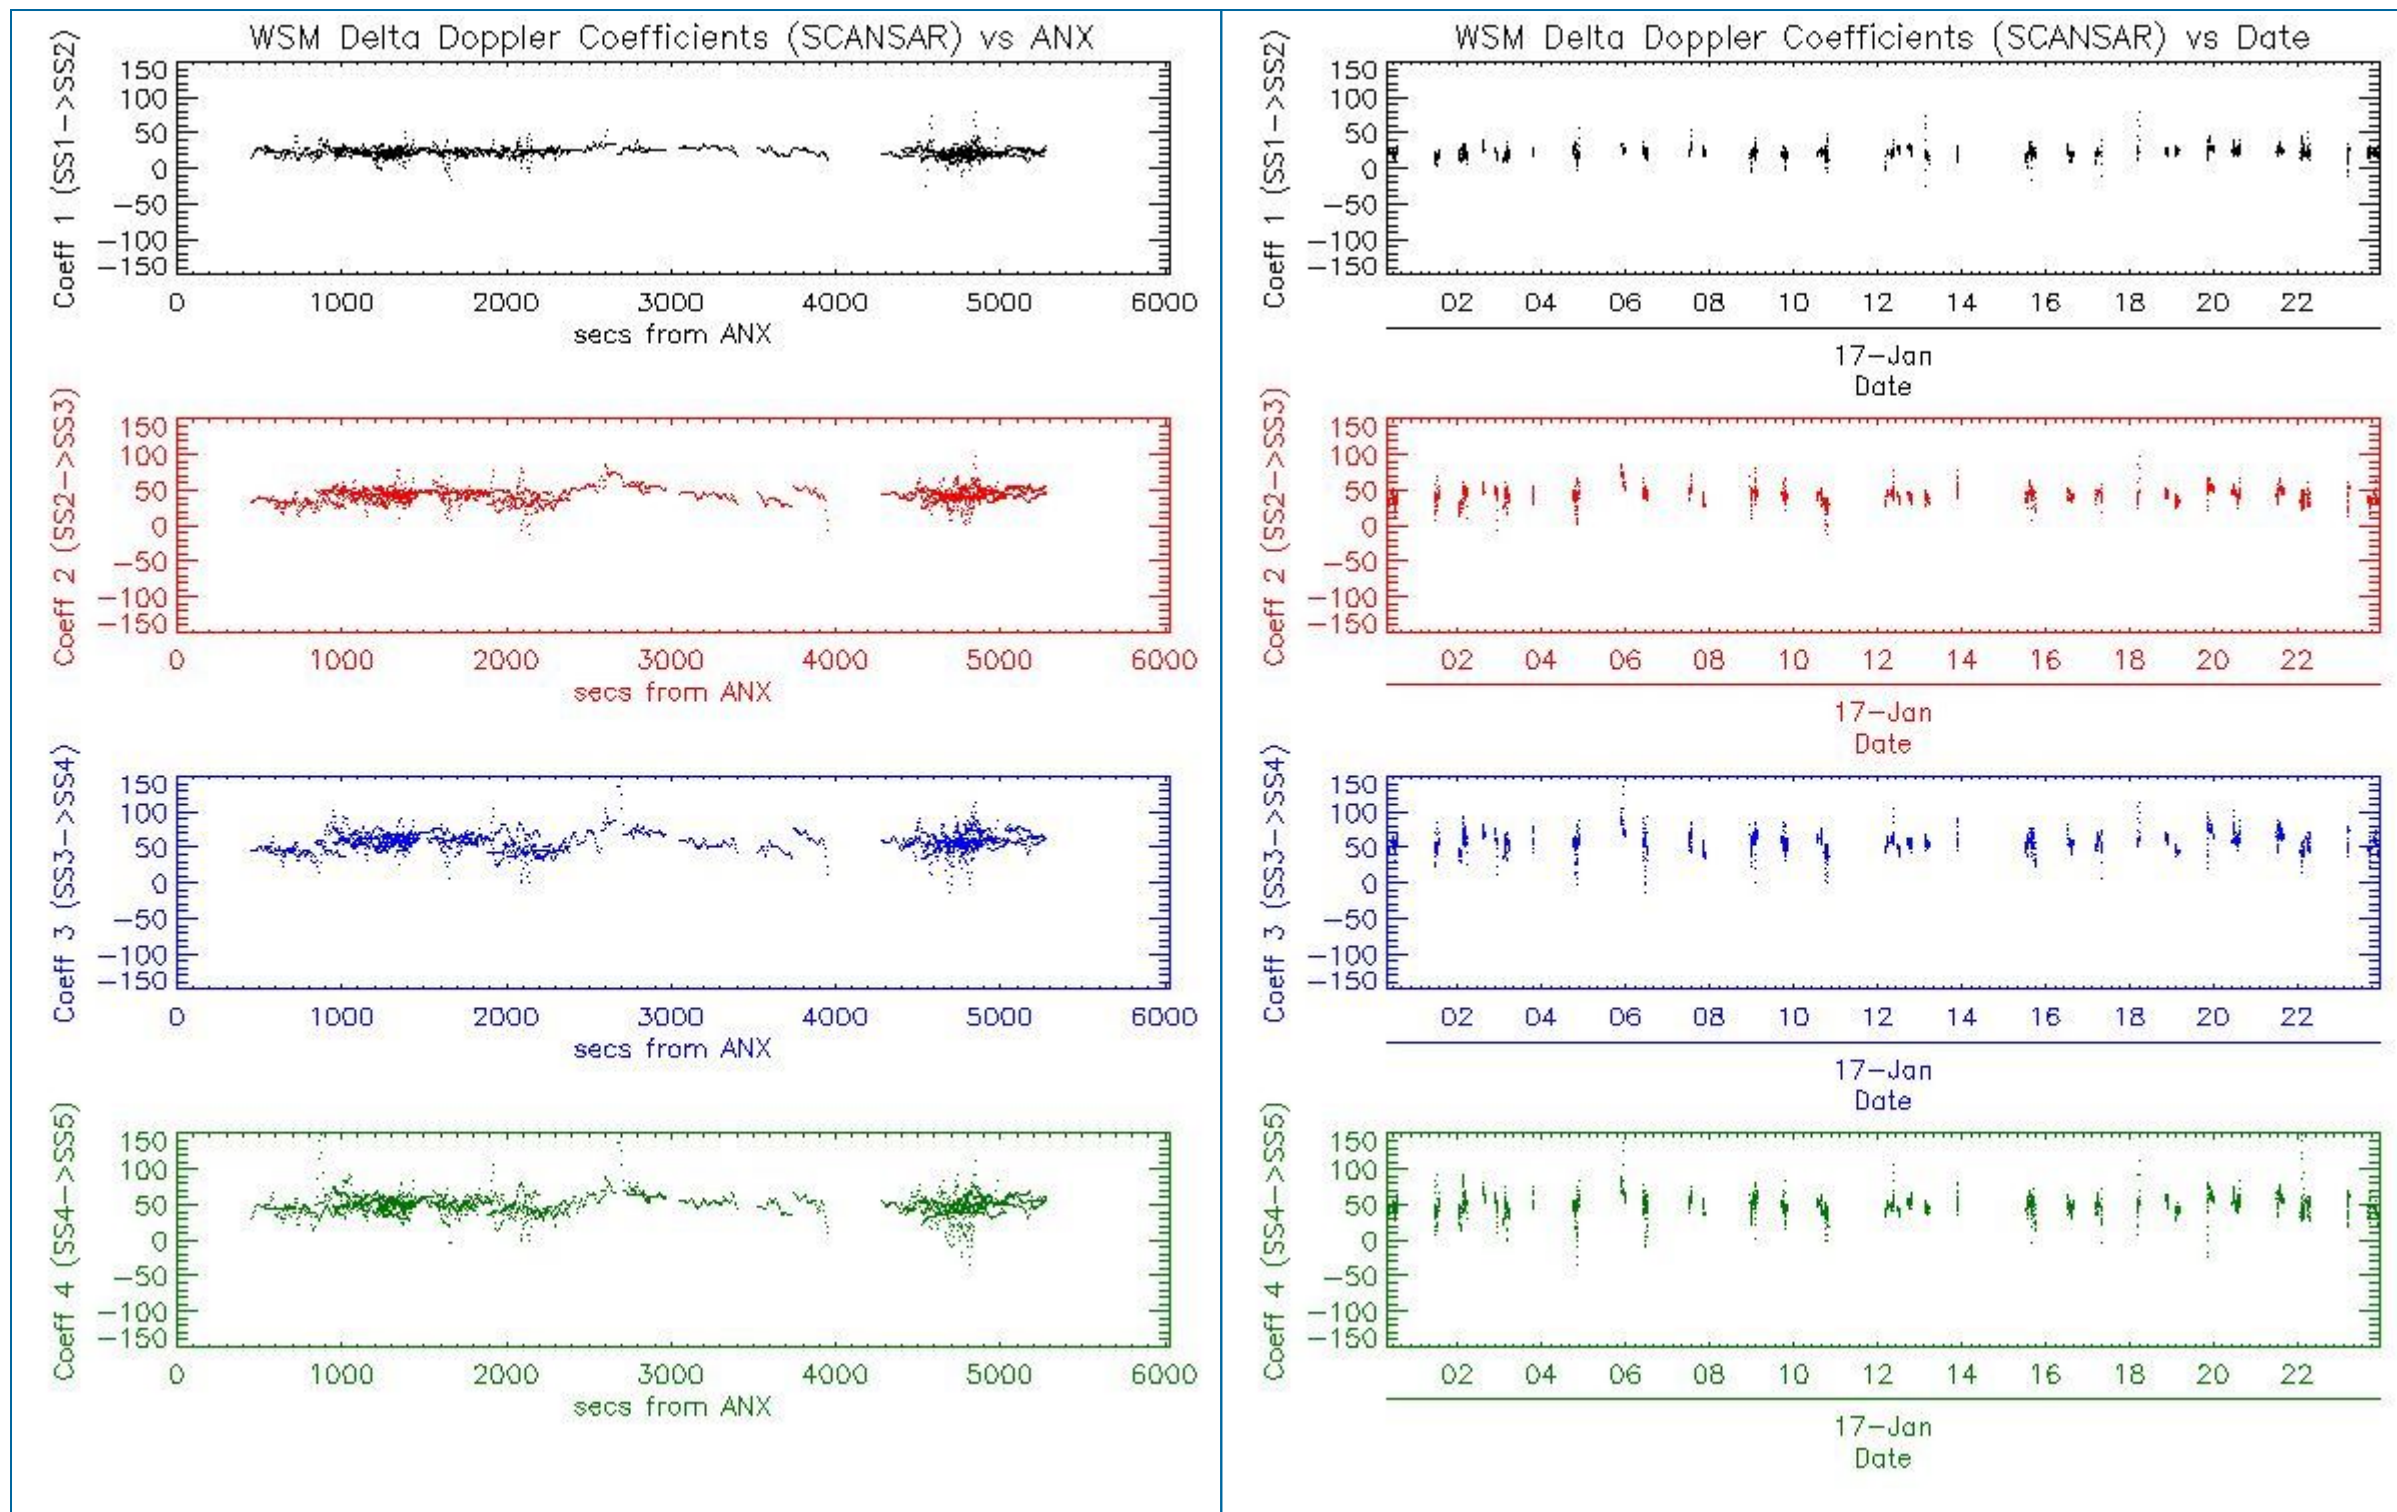 WSM Delta Doppler Coefficients (SCANSAR) vs ANX
Coeff 1 (SS1->SS2)
150
100
50
0
-50
-100
-150
0 1000 2000 3000 4000 5000 6000
secs from ANX
Coeff 2 (SS2->SS3)
150
100
50
0
-50
-100
-150
0 1000 2000 3000 4000 5000 6000
secs from ANX
Coeff 3 (SS3->SS4)
150
100
50
0
-50
-100
-150
0 1000 2000 3000 4000 5000 6000
secs from ANX
Coeff 4 (SS4->SS5)
150
100
50
0
-50
-100
-150
0 1000 2000 3000 4000 5000 6000
secs from ANX
WSM Delta Doppler Coefficients (SCANSAR) vs Date
Coeff 1 (SS1->SS2)
150
100
50
0
-50
-100
-150
02 04 06 08 10 12 14 16 18 20 22
17-Jan
Date
Coeff 2 (SS2->SS3)
150
100
50
0
-50
-100
-150
02 04 06 08 10 12 14 16 18 20 22
17-Jan
Date
Coeff 3 (SS3->SS4)
150
100
50
0
-50
-100
-150
02 04 06 08 10 12 14 16 18 20 22
17-Jan
Date
Coeff 4 (SS4->SS5)
150
100
50
0
-50
-100
-150
02 04 06 08 10 12 14 16 18 20 22
17-Jan
Date